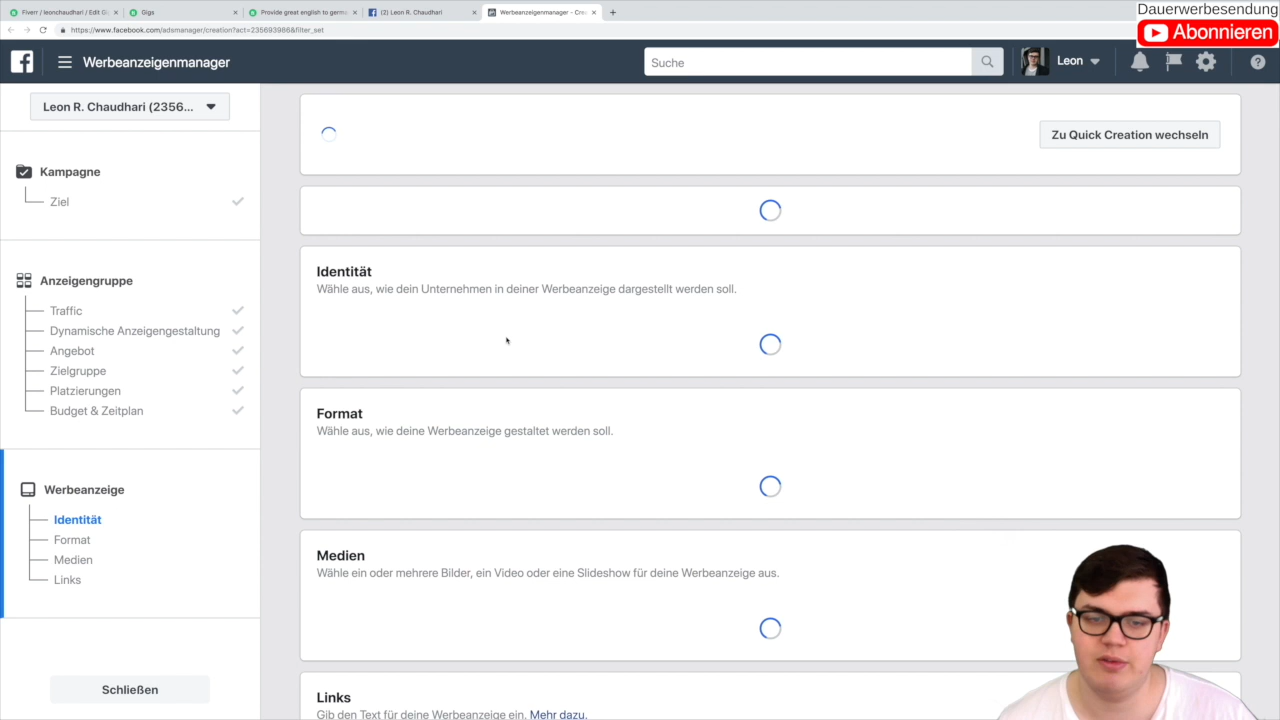 Fiverr / leonchaudhari / Edit Gi
Gigs
Provide great english to germa
(2) Leon R. Chaudhari
Werbeanzeigenmanager - Crea
Dauerwerbesendung
Abonnieren
https://www.facebook.com/adsmanager/creation?act=235693986&filter_set
Werbeanzeigenmanager
Suche
Leon
Leon R. Chaudhari (2356...
Zu Quick Creation wechseln
Kampagne
Ziel
Anzeigengruppe
Traffic
Dynamische Anzeigengestaltung
Angebot
Zielgruppe
Platzierungen
Budget & Zeitplan
Werbeanzeige
Identität
Format
Medien
Links
Schließen
Identität
Wähle aus, wie dein Unternehmen in deiner Werbeanzeige dargestellt werden soll.
Format
Wähle aus, wie deine Werbeanzeige gestaltet werden soll.
Medien
Wähle ein oder mehrere Bilder, ein Video oder eine Slideshow für deine Werbeanzeige aus.
Links
Gib den Text für deine Werbeanzeige ein. Mehr dazu.